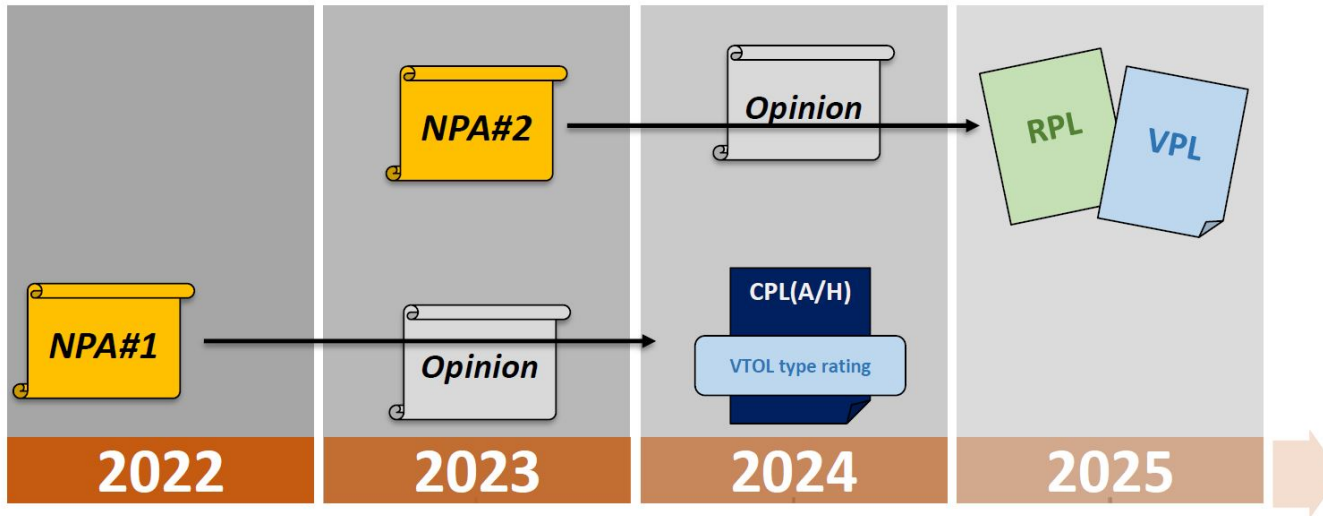 NPA#2
Opinion
RPL
VPL
NPA#1
Opinion
CPL(A/H)
VTOL type rating
2022
2023
2024
2025